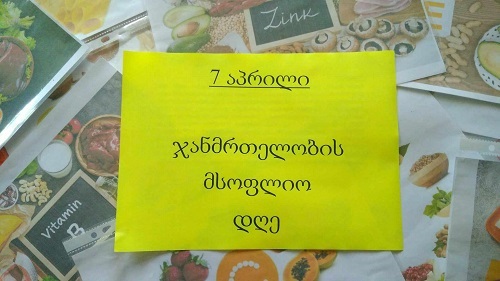 Zink
7 აპრილი
ჯანმრთელობის
მსოფლიო
დღე
Vitamin
B